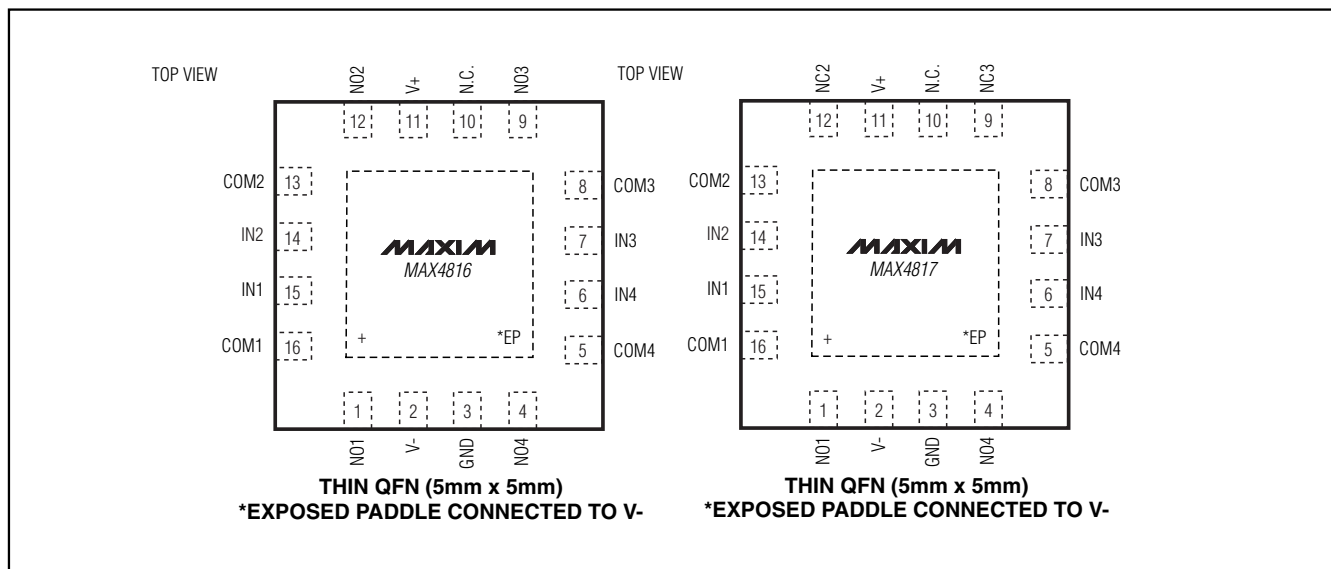 TOP VIEW
NO2 V+ N.C. NO3
12 11 10 9
COM2 13
IN2 14
IN1 15
COM1 16
8 COM3
7 IN3
6 IN4
5 COM4
MAXIM
MAX4816
+ *EP
1 2 3 4
NO1 V- GND NO4
THIN QFN (5mm x 5mm)
*EXPOSED PADDLE CONNECTED TO V-
TOP VIEW
NC2 V+ N.C. NC3
12 11 10 9
COM2 13
IN2 14
IN1 15
COM1 16
8 COM3
7 IN3
6 IN4
5 COM4
MAXIM
MAX4817
+ *EP
1 2 3 4
NO1 V- GND NO4
THIN QFN (5mm x 5mm)
*EXPOSED PADDLE CONNECTED TO V-